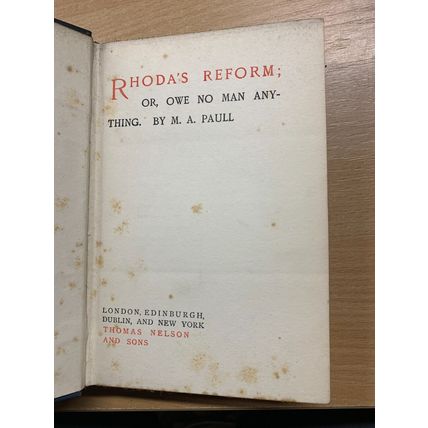 RHODA'S REFORM;
OR, OWE NO MAN ANY-
THING. BY M. A. PAULL
LONDON, EDINBURGH,
DUBLIN, AND NEW YORK
THOMAS NELSON
AND SONS